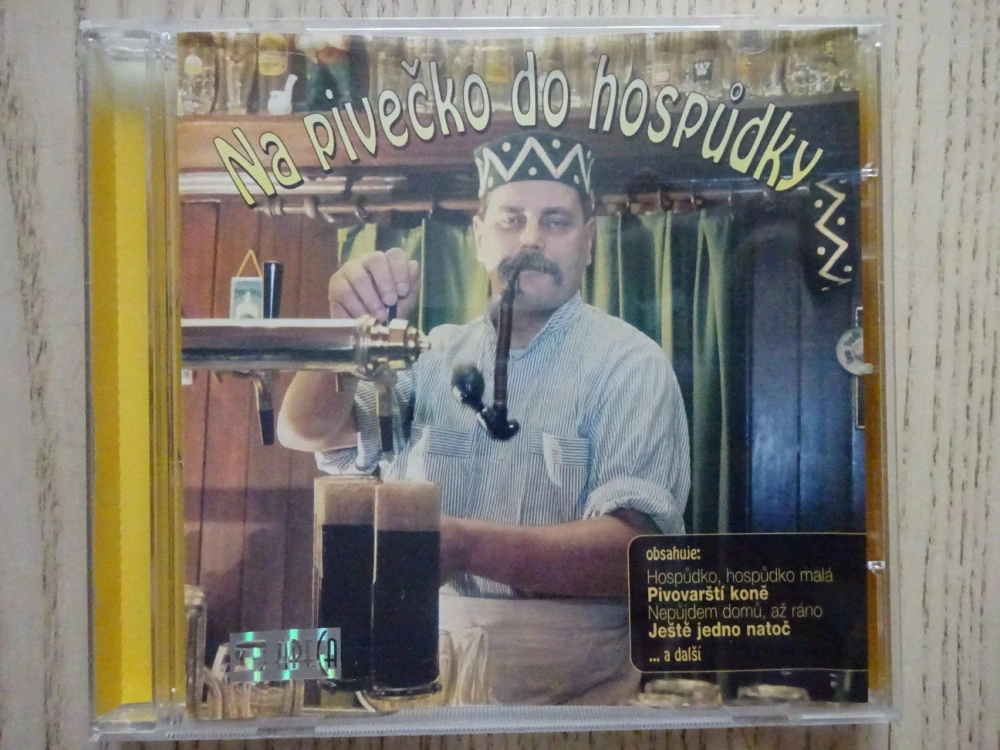 Na pivečko do hospůdky
obsahuje:
Hospůdko, hospůdko malá
Pivovarští koně
Nepůjdem domů, až ráno
Ještě jedno natoč
... a další